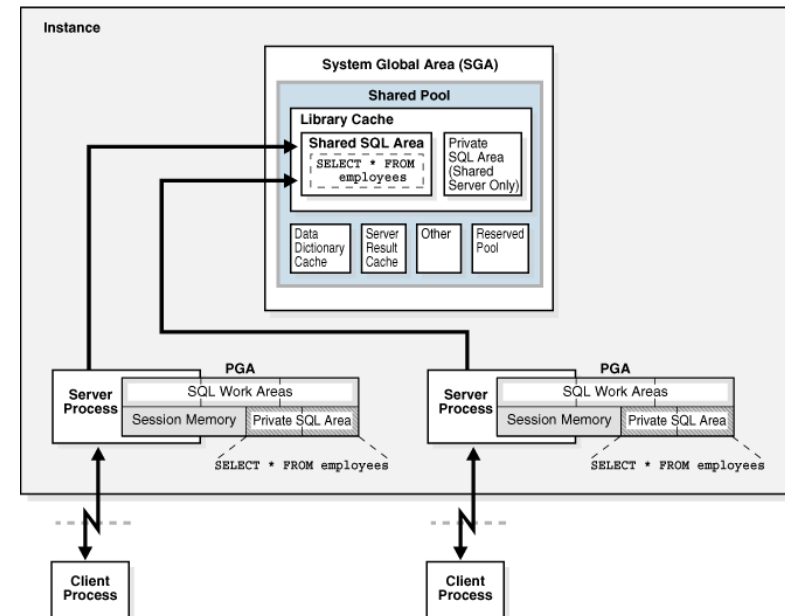 Instance
System Global Area (SGA)
Shared Pool
Library Cache
Shared SQL Area
SELECT * FROM
employees
Private
SQL Area
(Shared
Server Only)
Data
Dictionary
Cache
Server
Result
Cache
Other
Reserved
Pool
PGA
Server
Process
SQL Work Areas
Session Memory
Private SQL Area
SELECT * FROM employees
PGA
Server
Process
SQL Work Areas
Session Memory
Private SQL Area
SELECT * FROM employees
Client
Process
Client
Process